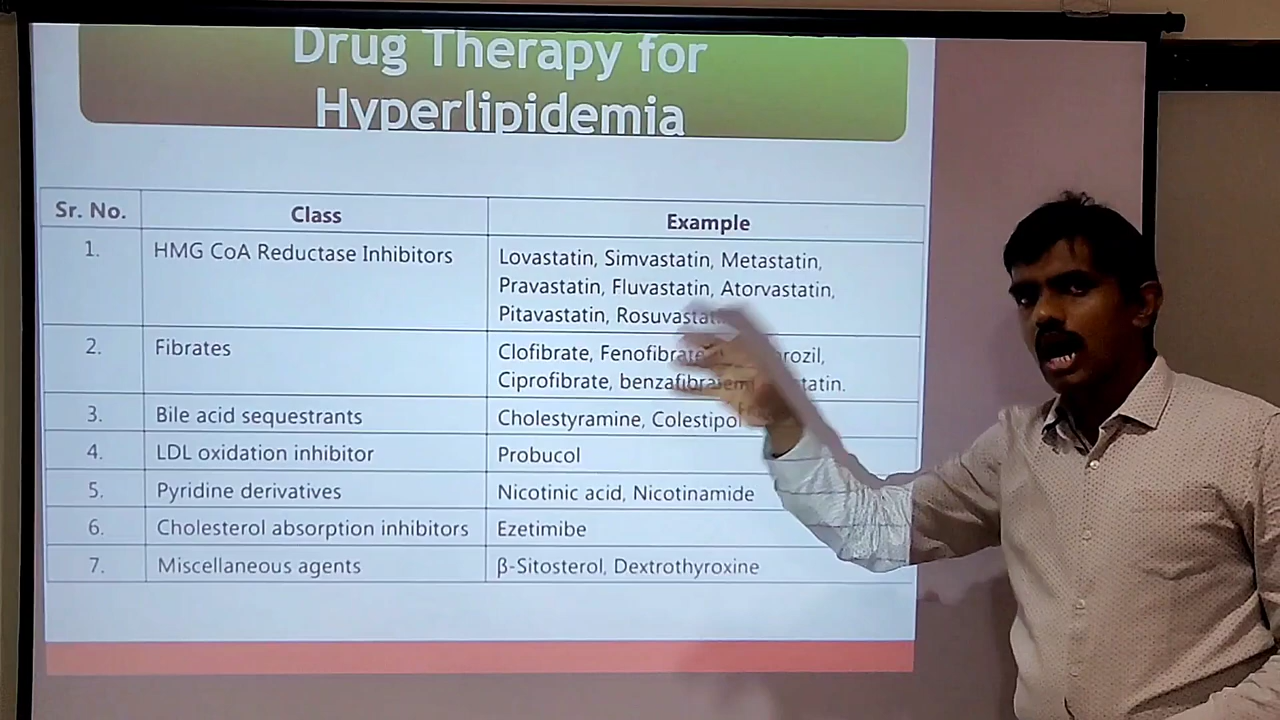 Drug Therapy for
Hyperlipidemia
Sr. No. Class Example
1. HMG CoA Reductase Inhibitors Lovastatin, Simvastatin, Metastatin,
Pravastatin, Fluvastatin, Atorvastatin,
Pitavastatin,
2. Fibrates Clofibrate,
Ciprofibrate,
3. Bile acid sequestrants Cholestyramine, Colestipol
4. LDL oxidation inhibitor Probucol
5. Pyridine derivatives Nicotinic acid, Nicotinamide
6. Cholesterol absorption inhibitors Ezetimibe
7. Miscellaneous agents β-Sitosterol, Dextrothyroxine